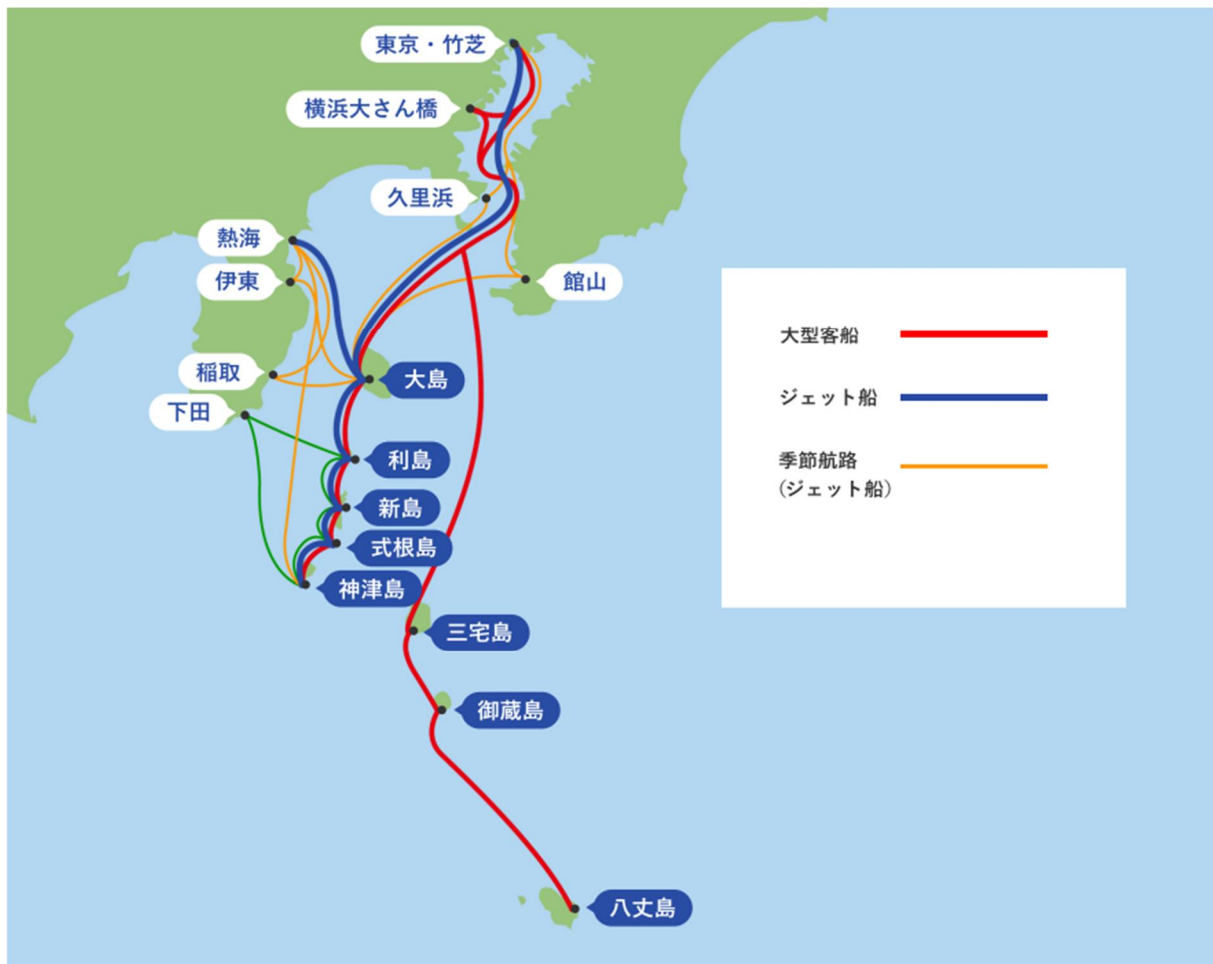 東京・竹芝
横浜大さん橋
久里浜
熱海
伊東
館山
稲取
大島
下田
利島
新島
式根島
神津島
三宅島
御蔵島
八丈島
大型客船
ジェット船
季節航路
(ジェット船)